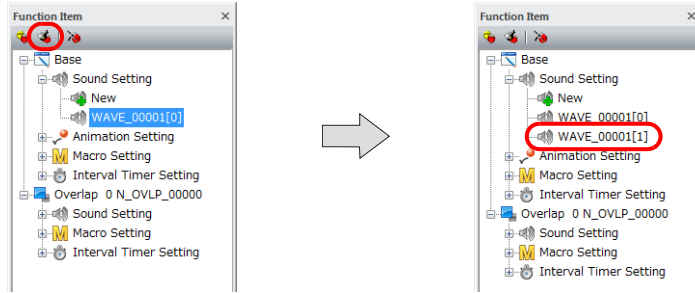 Function Item ×
Base
Sound Setting
New
WAVE_00001[0]
Animation Setting
Macro Setting
Interval Timer Setting
Overlap 0 N_OVLP_00000
Sound Setting
Macro Setting
Interval Timer Setting
Function Item ×
Base
Sound Setting
New
WAVE_00001[0]
WAVE_00001[1]
Animation Setting
Macro Setting
Interval Timer Setting
Overlap 0 N_OVLP_00000
Sound Setting
Macro Setting
Interval Timer Setting